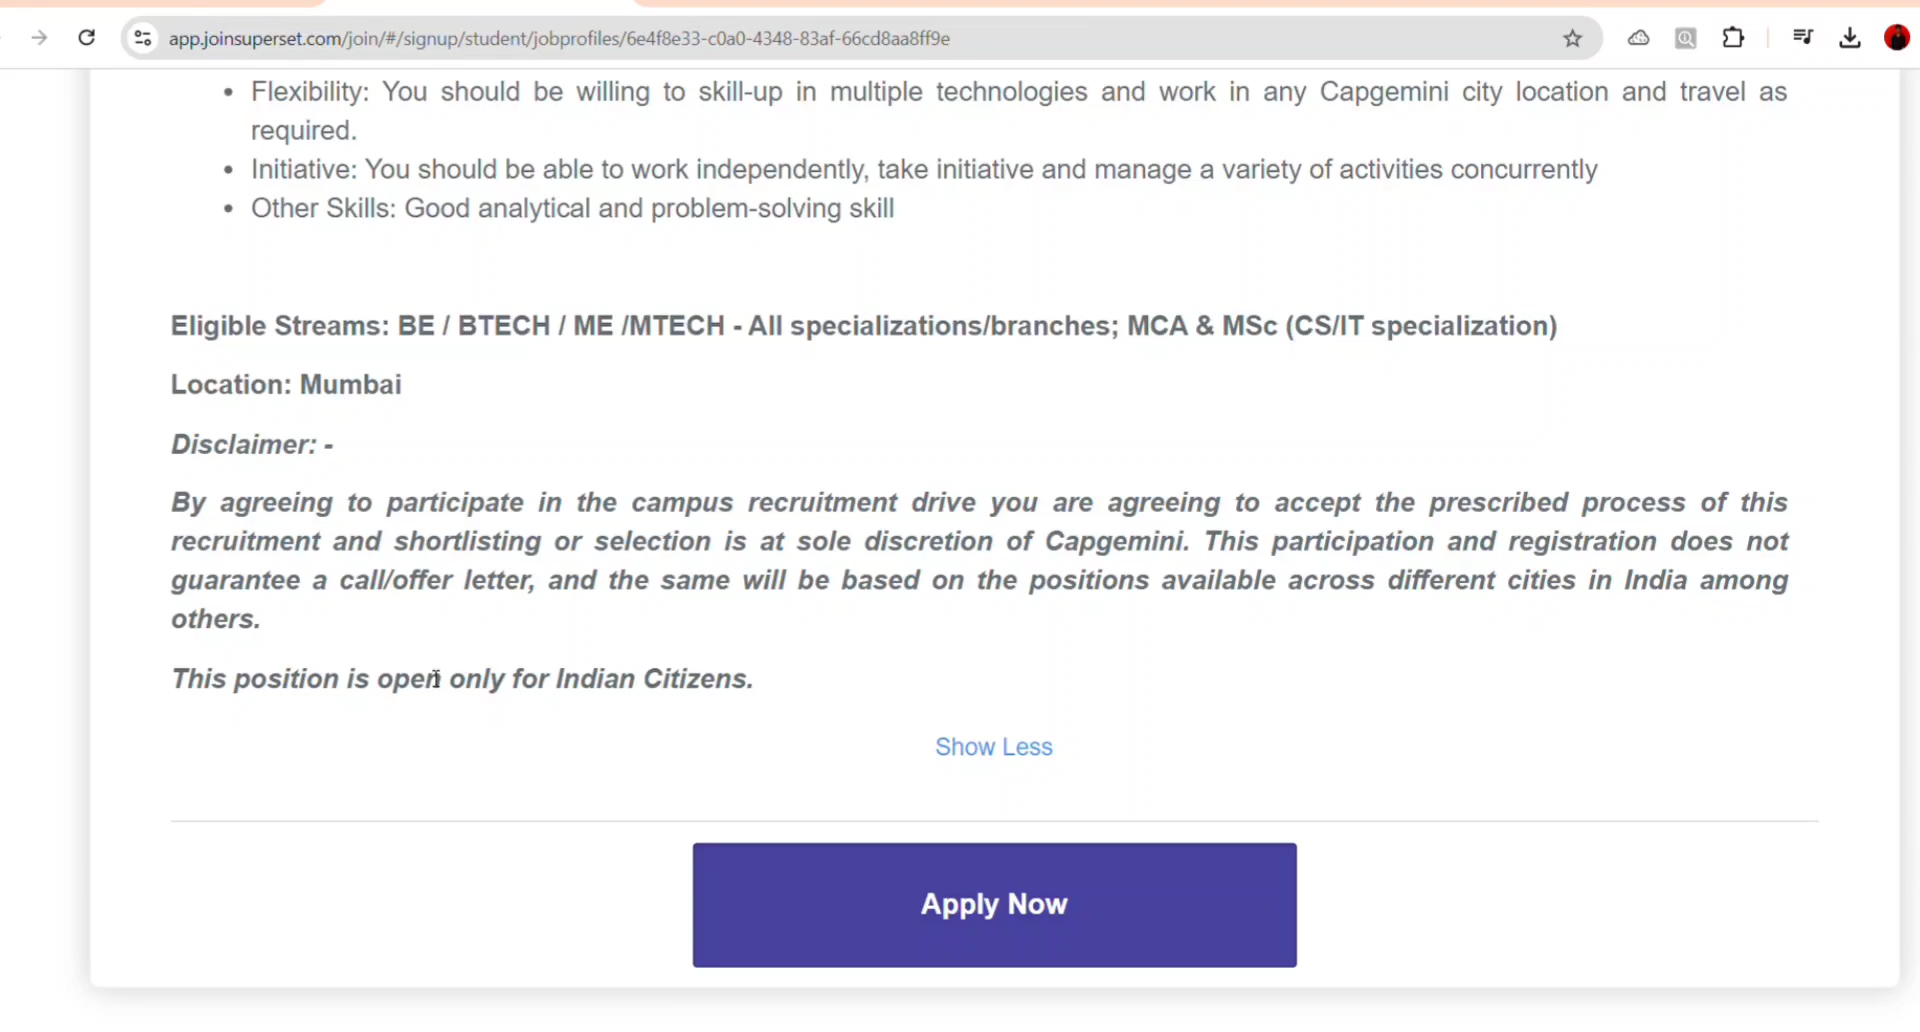 app.joinsuperset.com/join/#/signup/student/jobprofiles/6e4f8e33-c0a0-4348-83af-66cd8aa8ff9e
• Flexibility: You should be willing to skill-up in multiple technologies and work in any Capgemini city location and travel as
required.
• Initiative: You should be able to work independently, take initiative and manage a variety of activities concurrently
• Other Skills: Good analytical and problem-solving skill
Eligible Streams: BE / BTECH / ME /MTECH - All specializations/branches; MCA & MSc (CS/IT specialization)
Location: Mumbai
Disclaimer: -
By agreeing to participate in the campus recruitment drive you are agreeing to accept the prescribed process of this
recruitment and shortlisting or selection is at sole discretion of Capgemini. This participation and registration does not
guarantee a call/offer letter, and the same will be based on the positions available across different cities in India among
others.
This position is open only for Indian Citizens.
Show Less
Apply Now